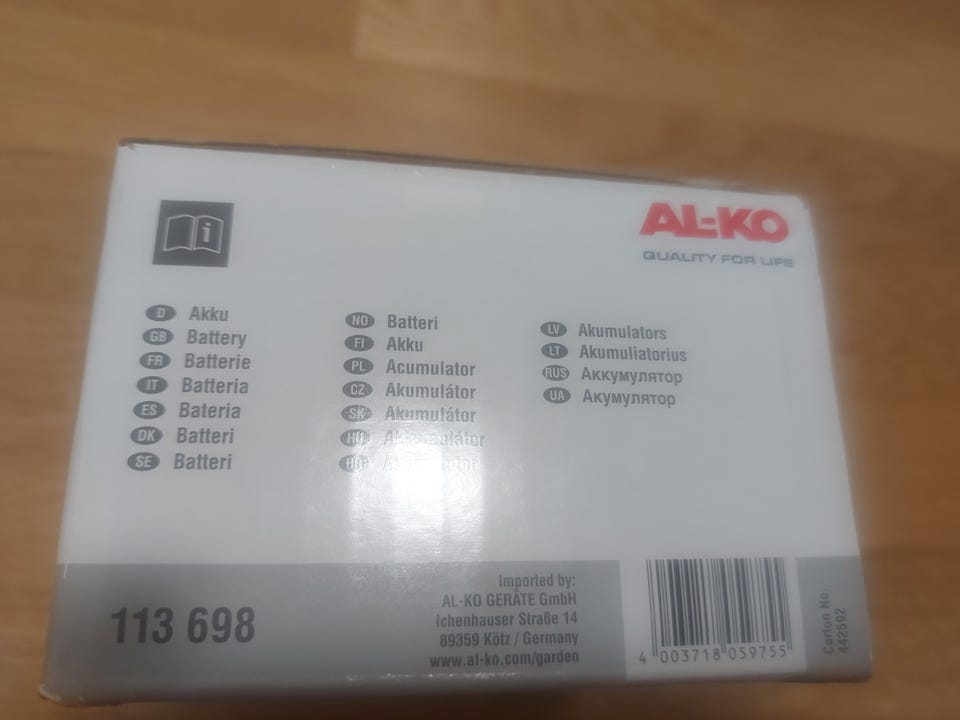 AL-KO
QUALITY FOR LIFE
D Akku
GB Battery
FR Batterie
IT Batteria
ES Bateria
DK Batteri
SE Batteri
NO Batteri
FI Akku
PL Acumulator
CZ Akumulátor
SK Akumulátor
HU Akkumulátor
LV Akumulators
LT Akumuliatorius
RUS Аккумулятор
UA Акумулятор
113 698
Imported by:
AL-KO GERÄTE GmbH
Ichenhauser Straße 14
89359 Kötz / Germany
www.al-ko.com/garden
4 003718 059755
Carton No.
442592